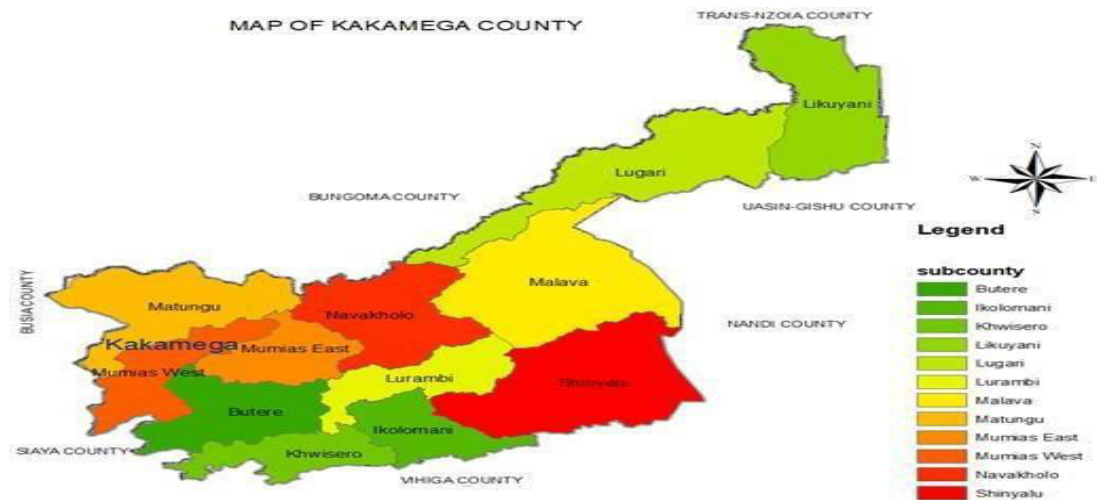 TRANS-NZOIA COUNTY
MAP OF KAKAMEGA COUNTY
Likuyani
Lugari
N
W
E
S
BUNGOMA COUNTY
UASIN-GISHU COUNTY
Malava
BUSIA COUNTY
Matungu
Navakholo
NANDI COUNTY
Kakamega
Mumias East
Mumias West
Lurambi
Shinyalu
Butere
Ikolomani
SIAYA COUNTY
Khwisero
VIHIGA COUNTY
Legend
subcounty
Butere
Ikolomani
Khwisero
Likuyani
Lugari
Lurambi
Malava
Matungu
Mumias East
Mumias West
Navakholo
Shinyalu